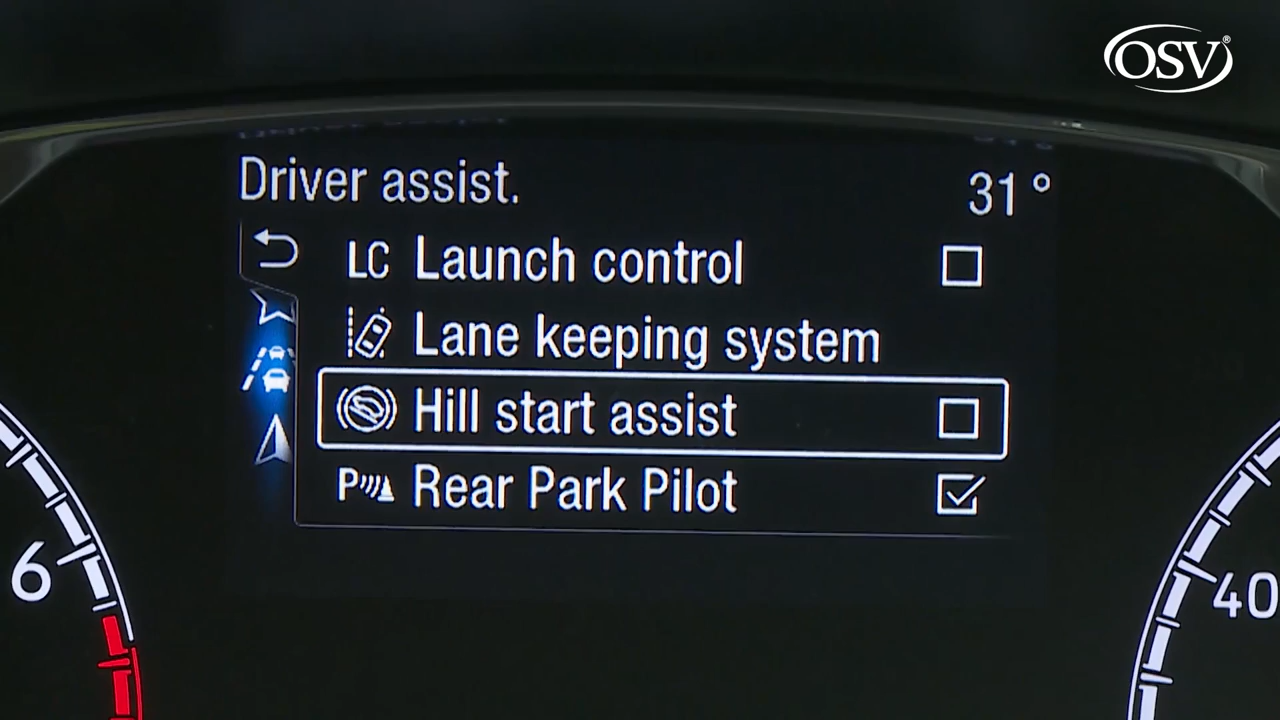 OSV®
Driver assist. 31°
LC Launch control
Lane keeping system
Hill start assist
P Rear Park Pilot
6
40